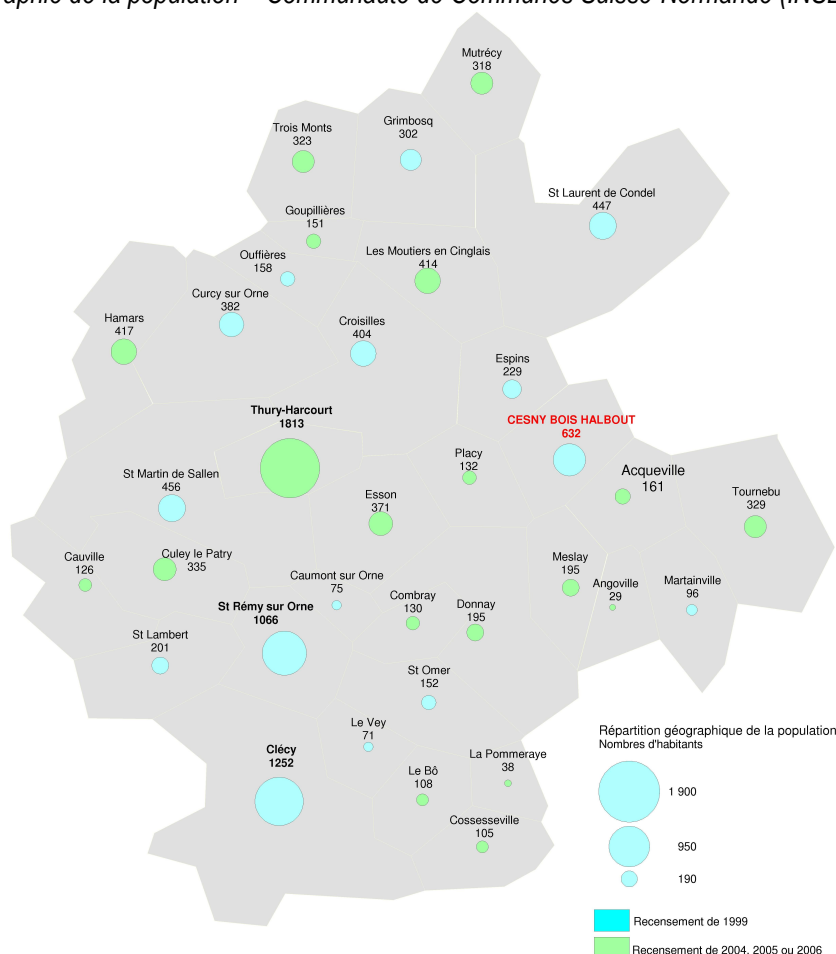 de la population
Communauté de Communes Suisse Normande
Mutrécy
318
Trois Monts
323
Grimbosq
302
St Laurent de Condel
447
Goupillières
151
Ouffières
158
Les Moutiers en Cinglais
414
Curcy sur Orne
382
Hamars
417
Croisilles
404
Espins
229
Thury-Harcourt
1813
CESNY BOIS HALBOUT
632
Placy
132
Acqueville
161
St Martin de Sallen
456
Esson
371
Tournebu
329
Cauville
126
Culey le Patry
335
Meslay
195
Angoville
29
Martainville
96
Caumont sur Orne
75
Combray
130
Donnay
195
St Rémy sur Orne
1066
St Lambert
201
St Omer
152
Le Vey
71
Clécy
1252
La Pommeraye
38
Le Bô
108
Cossesseville
105
Répartition géographique de la population
Nombres d'habitants
1 900
950
190
Recensement de 1999
Recensement de 2004, 2005 ou 2006